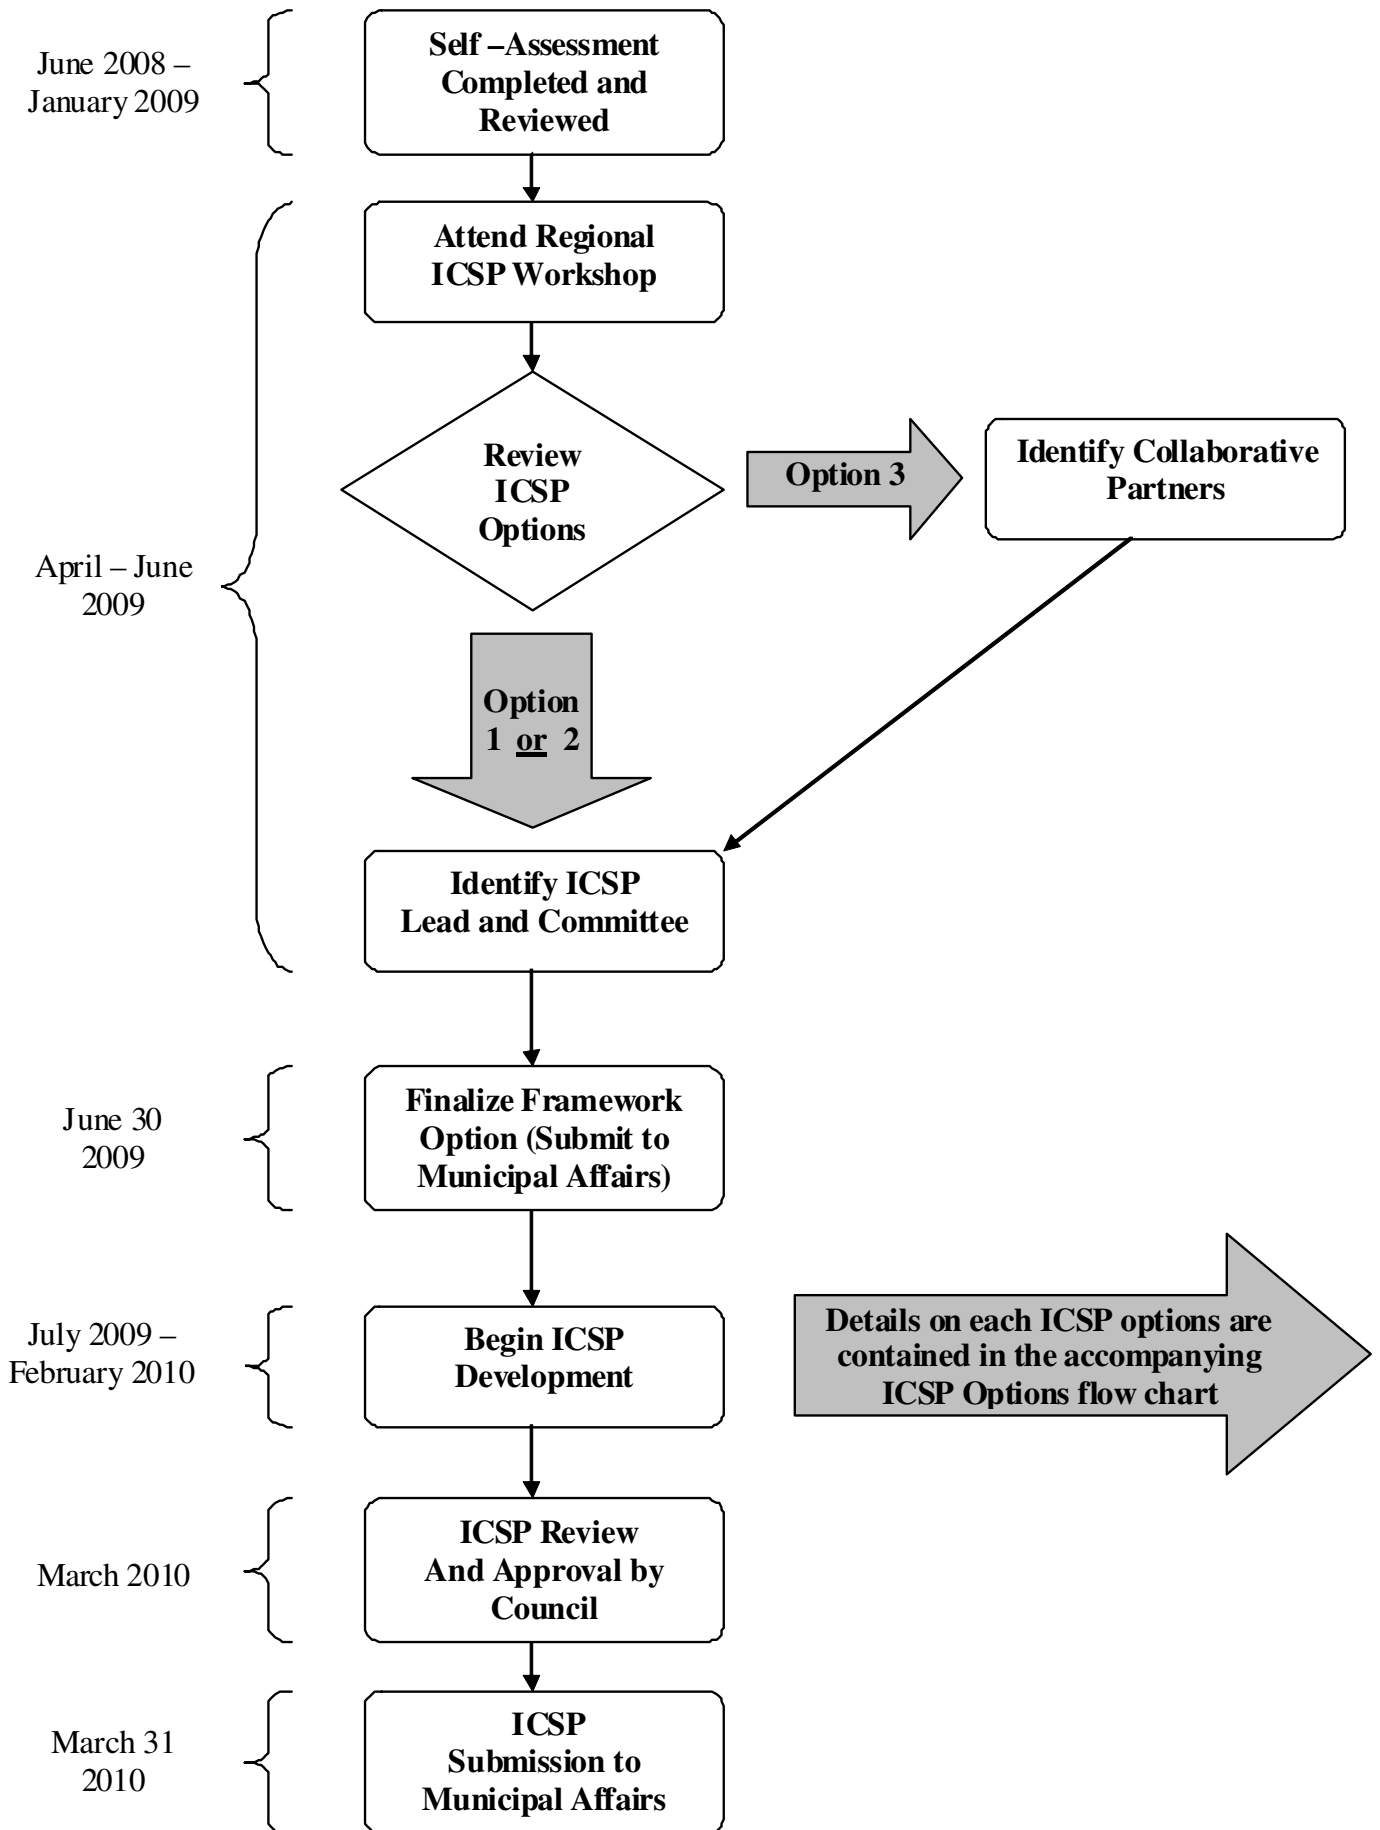 June 2008 –
January 2009
Self –Assessment
Completed and
Reviewed
Attend Regional
ICSP Workshop
Review
ICSP
Options
Option 3
Identify Collaborative
Partners
April – June
2009
Option
1 or 2
Identify ICSP
Lead and Committee
June 30
2009
Finalize Framework
Option (Submit to
Municipal Affairs)
July 2009 –
February 2010
Begin ICSP
Development
Details on each ICSP options are
contained in the accompanying
ICSP Options flow chart
March 2010
ICSP Review
And Approval by
Council
March 31
2010
ICSP
Submission to
Municipal Affairs